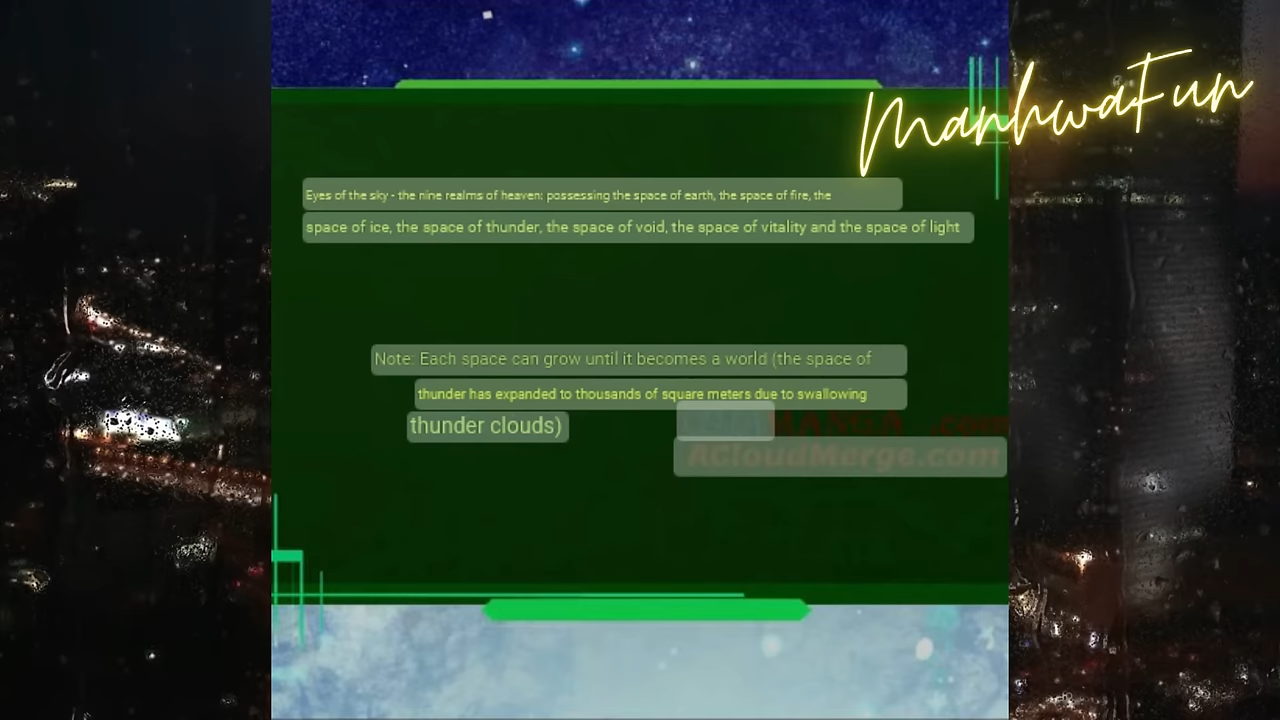 ManhwaFun
Eyes of the sky - the nine realms of heaven: possessing the space of earth, the space of fire, the
space of ice, the space of thunder, the space of void, the space of vitality and the space of light
Note: Each space can grow until it becomes a world (the space of
thunder has expanded to thousands of square meters due to swallowing
thunder clouds)
MANGA .com
ACloudMerge.com